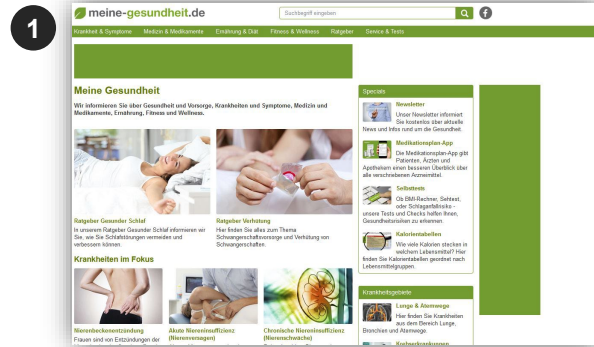 1
meine-gesundheit.de
Suchbegriff eingeben
Krankheit & Symptome Medizin & Medikamente Ernährung & Diät Fitness & Wellness Ratgeber Service & Tests
Meine Gesundheit
Wir informieren Sie über Gesundheit und Vorsorge, Krankheiten und Symptome, Medizin und
Medikamente, Ernährung, Fitness und Wellness.
Ratgeber Gesunder Schlaf
In unserem Ratgeber Gesunder Schlaf informieren wir
Sie, wie Sie Schlafstörungen vermeiden und
verbessern können.
Ratgeber Verhütung
Hier finden Sie alles zum Thema
Schwangerschaftsvorsorge und Verhütung von
Schwangerschaften.
Krankheiten im Fokus
Nierenbeckenentzündung
Frauen sind von Entzündungen der
Akute Niereninsuffizienz
(Nierenversagen)
Chronische Niereninsuffizienz
(Nierenschwäche)
Specials
Newsletter
Unser Newsletter informiert
Sie kostenlos über aktuelle
News und Infos rund um die Gesundheit.
Medikationsplan-App
Die Medikationsplan-App gibt
Patienten, Ärzten und
Apothekern einen besseren Überblick über
alle verschriebenen Arzneimittel.
Selbsttests
Ob BMI-Rechner, Sehtest,
oder Schlaganfallrisiko -
unsere Tests und Checks helfen Ihnen,
Gesundheitsrisiken zu erkennen.
Kalorientabellen
Wie viele Kalorien stecken in
welchem Lebensmittel? Hier
finden Sie Kalorientabellen geordnet nach
Lebensmittelgruppen.
Krankheitsgebiete
Lunge & Atemwege
Hier finden Sie Krankheiten
aus dem Bereich Lunge,
Bronchien und Atemwege.
Krebserkrankungen